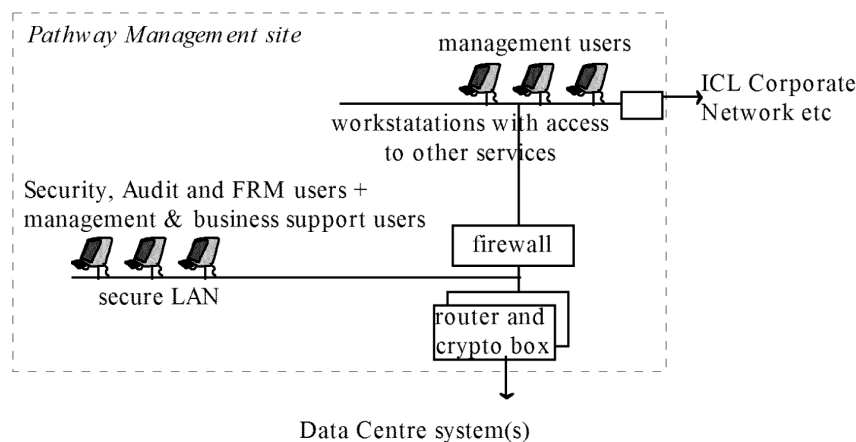 Pathway Management site
management users
ICL Corporate
Network etc
workstatations with access
to other services
Security, Audit and FRM users +
management & business support users
firewall
secure LAN
router and
crypto box
Data Centre system(s)